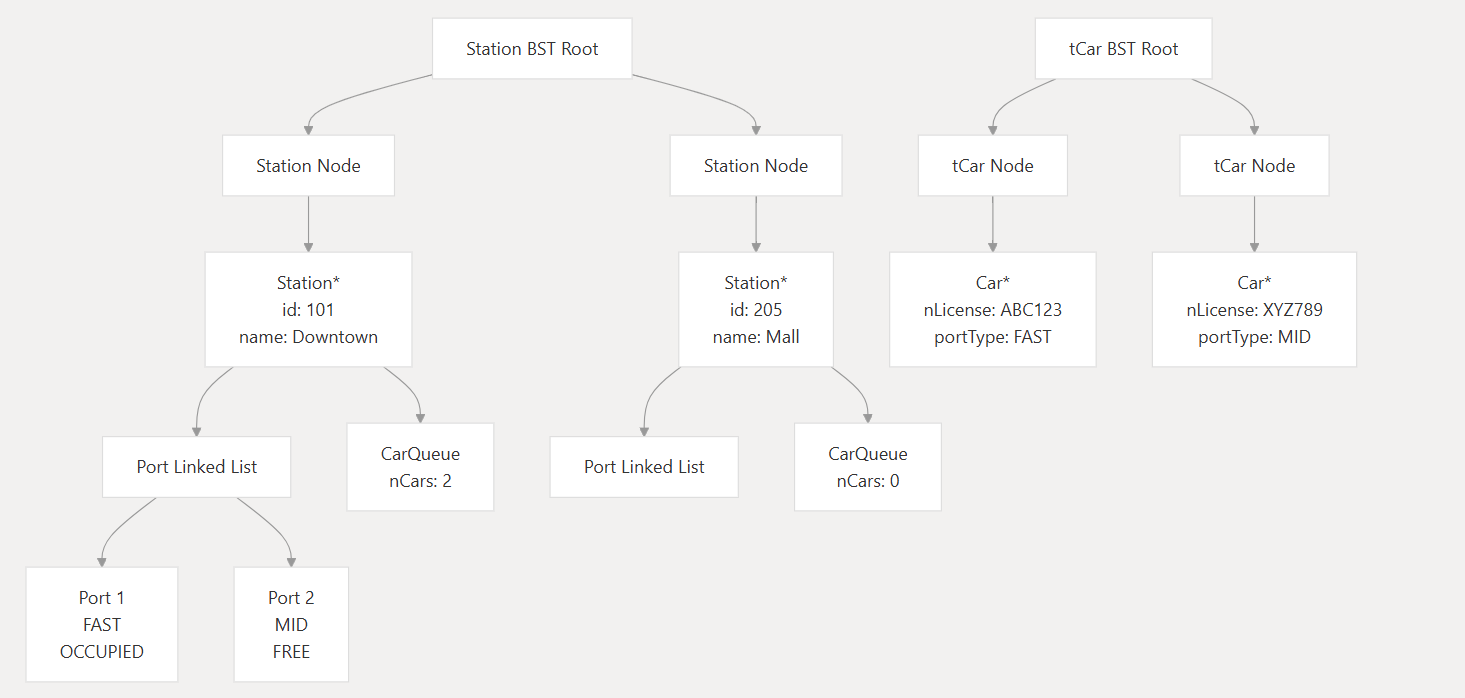 Station BST Root
tCar BST Root
Station Node
Station Node
tCar Node
tCar Node
Station*
id: 101
name: Downtown
Station*
id: 205
name: Mall
Car*
nLicense: ABC123
portType: FAST
Car*
nLicense: XYZ789
portType: MID
Port Linked List
CarQueue
nCars: 2
Port Linked List
CarQueue
nCars: 0
Port 1
FAST
OCCUPIED
Port 2
MID
FREE